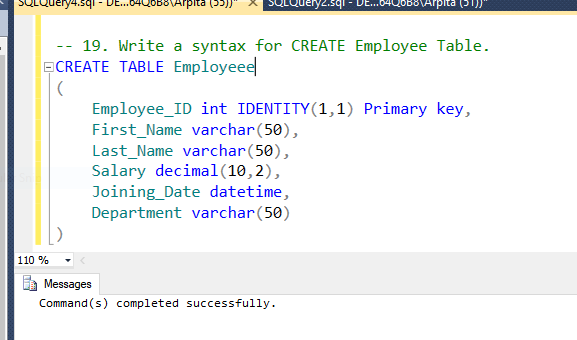 SQLQuery4.sql - DE...64Q6B8\Arpita (55))* X SQLQuery2.sql - DE...64Q6B8\Arpita (51))*
-- 19. Write a syntax for CREATE Employee Table.
CREATE TABLE Employeee
(
Employee_ID int IDENTITY(1,1) Primary key,
First_Name varchar(50),
Last_Name varchar(50),
Salary decimal(10,2),
Joining_Date datetime,
Department varchar(50)
)
110 %
Messages
Command(s) completed successfully.